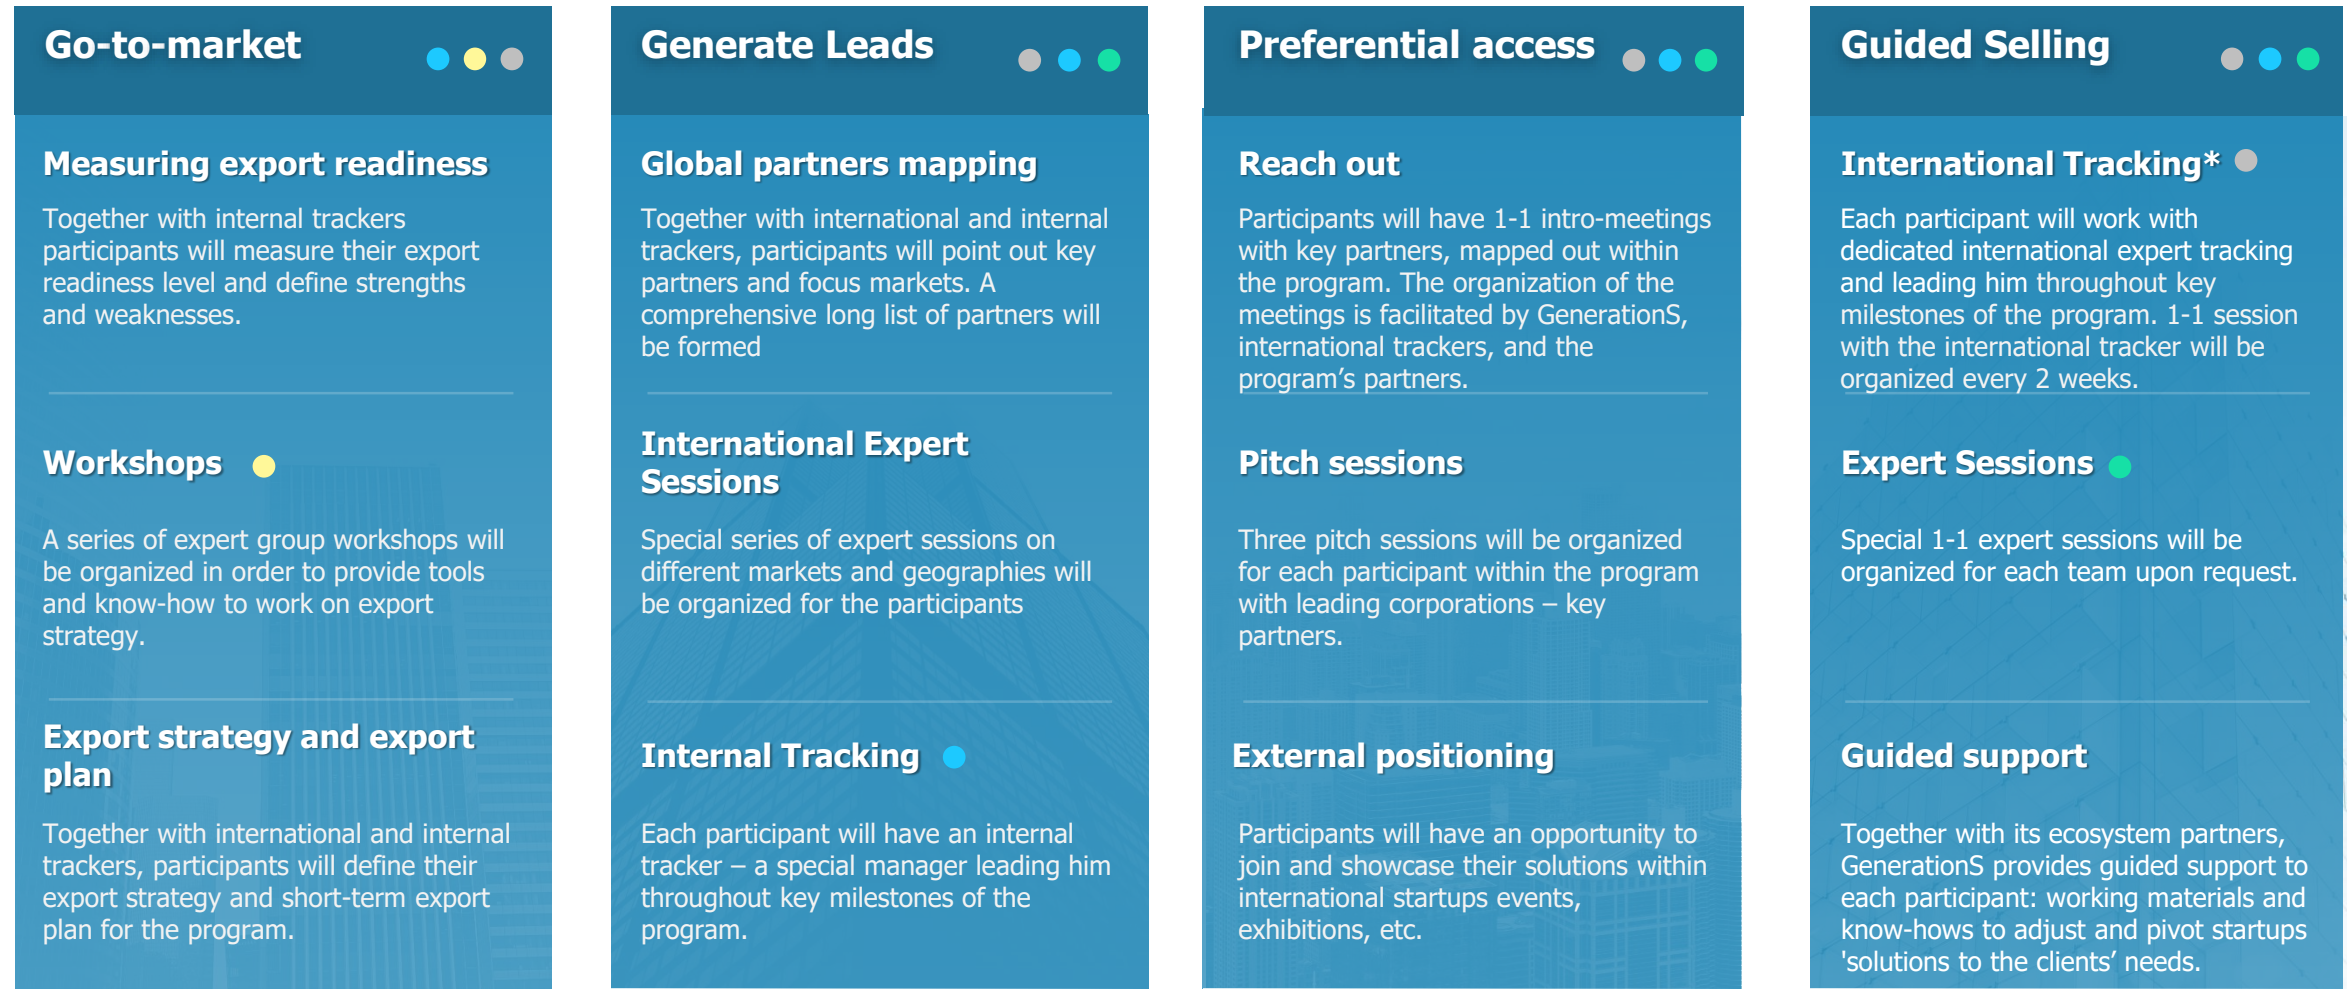 Go-to-market
Measuring export readiness
Together with internal trackers
participants will measure their export
readiness level and define strengths
and weaknesses.
Workshops
A series of expert group workshops will
be organized in order to provide tools
and know-how to work on export
strategy.
Export strategy and export
plan
Together with international and internal
trackers, participants will define their
export strategy and short-term export
plan for the program.
Generate Leads
Global partners mapping
Together with international and internal
trackers, participants will point out key
partners and focus markets. A
comprehensive long list of partners will
be formed
International Expert
Sessions
Special series of expert sessions on
different markets and geographies will
be organized for the participants
Internal Tracking
Each participant will have an internal
tracker – a special manager leading him
throughout key milestones of the
program.
Preferential access
Reach out
Participants will have 1-1 intro-meetings
with key partners, mapped out within
the program. The organization of the
meetings is facilitated by GenerationS,
international trackers, and the
program’s partners.
Pitch sessions
Three pitch sessions will be organized
for each participant within the program
with leading corporations – key
partners.
External positioning
Participants will have an opportunity to
join and showcase their solutions within
international startups events,
exhibitions, etc.
Guided Selling
International Tracking*
Each participant will work with
dedicated international expert tracking
and leading him throughout key
milestones of the program. 1-1 session
with the international tracker will be
organized every 2 weeks.
Expert Sessions
Special 1-1 expert sessions will be
organized for each team upon request.
Guided support
Together with its ecosystem partners,
GenerationS provides guided support to
each participant: working materials and
know-hows to adjust and pivot startups
'solutions to the clients’ needs.